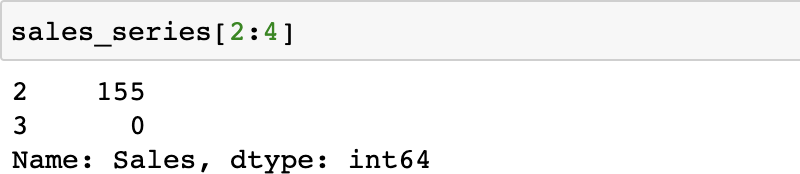 sales_series[2:4]
2    155
3      0
Name: Sales, dtype: int64